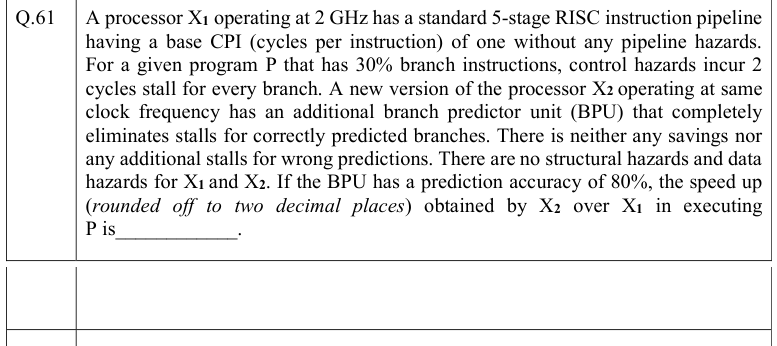 Q.61 A processor X₁ operating at 2 GHz has a standard 5-stage RISC instruction pipeline
having a base CPI (cycles per instruction) of one without any pipeline hazards.
For a given program P that has 30% branch instructions, control hazards incur 2
cycles stall for every branch. A new version of the processor X₂ operating at same
clock frequency has an additional branch predictor unit (BPU) that completely
eliminates stalls for correctly predicted branches. There is neither any savings nor
any additional stalls for wrong predictions. There are no structural hazards and data
hazards for X₁ and X₂. If the BPU has a prediction accuracy of 80%, the speed up
(rounded off to two decimal places) obtained by X₂ over X₁ in executing
P is____________.